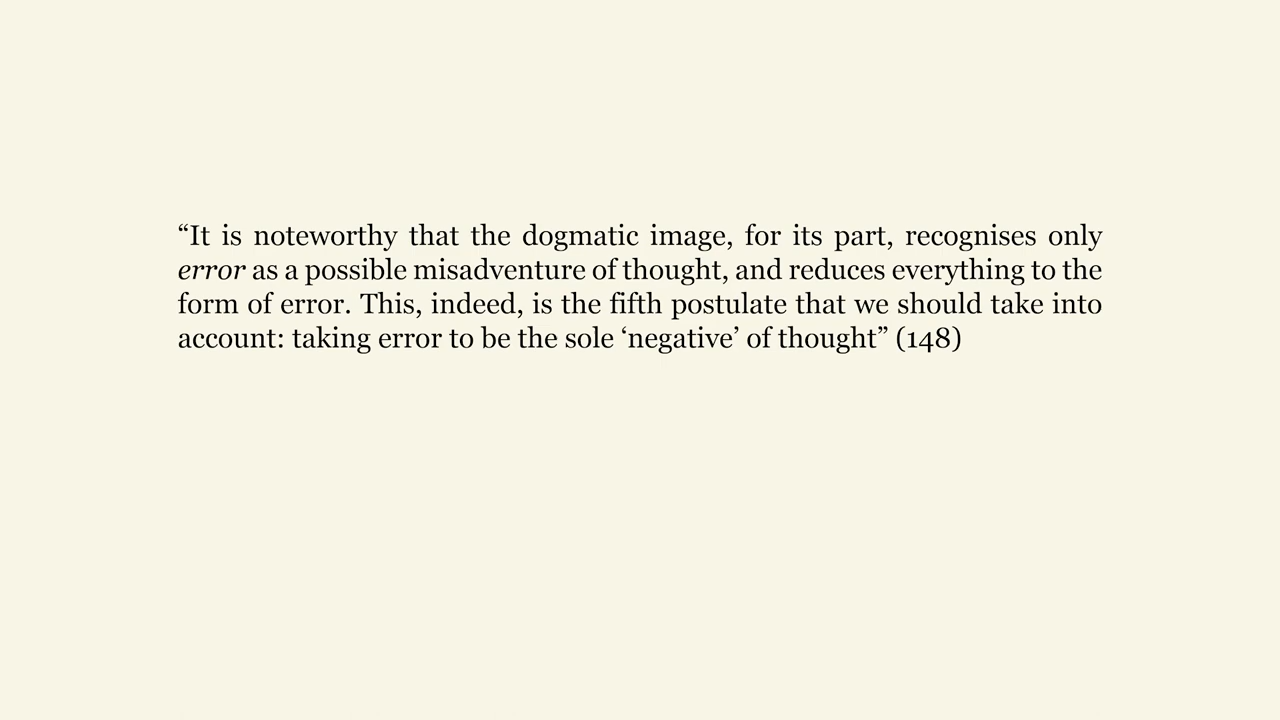 “It is noteworthy that the dogmatic image, for its part, recognises only
error as a possible misadventure of thought, and reduces everything to the
form of error. This, indeed, is the fifth postulate that we should take into
account: taking error to be the sole ‘negative’ of thought” (148)